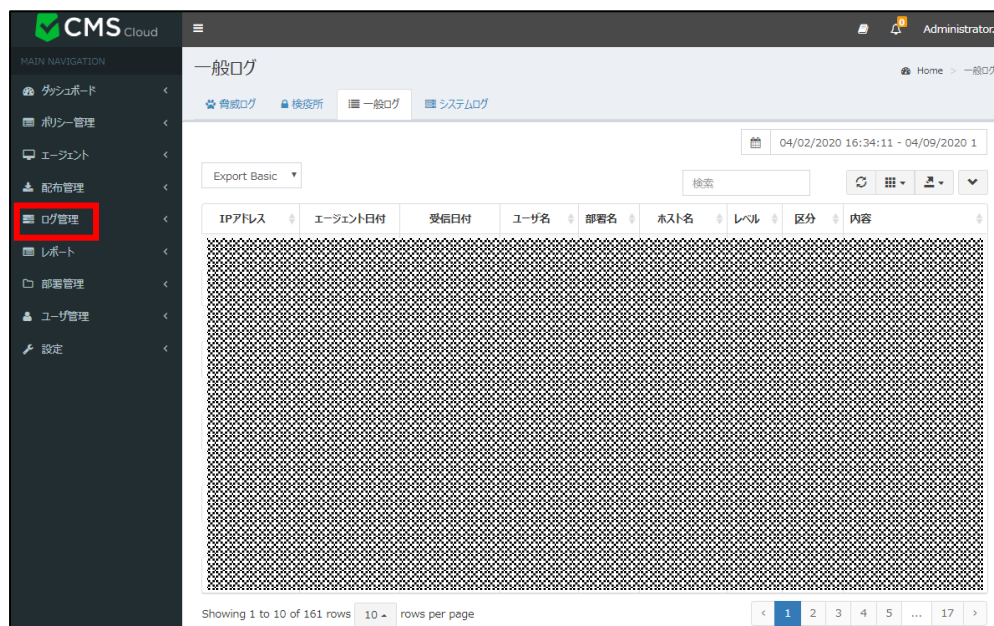 CMS Cloud
Administrator.
MAIN NAVIGATION
ダッシュボード
ポリシー管理
エージェント
配布管理
ログ管理
レポート
部署管理
ユーザ管理
設定
0
一般ログ
Home > 一般ログ
脅威ログ 検疫所 一般ログ システムログ
04/02/2020 16:34:11 - 04/09/2020 1
Export Basic
検索
IPアドレス エージェント日付 受信日付 ユーザ名 部署名 ホスト名 レベル 区分 内容
Showing 1 to 10 of 161 rows 10 rows per page
‹ 1 2 3 4 5 ... 17 ›